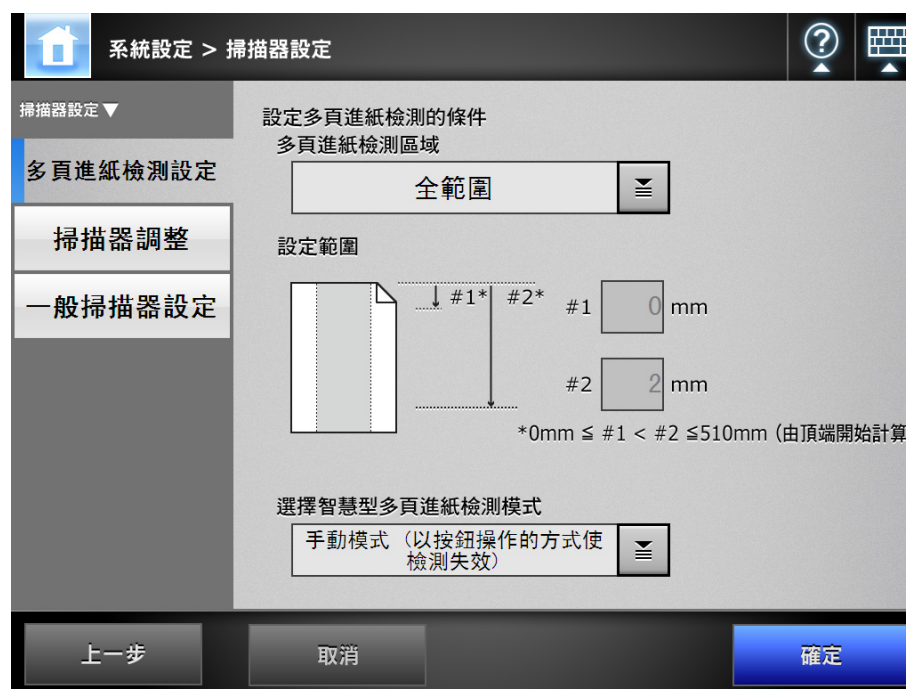 系統設定 > 掃描器設定
掃描器設定▼
多頁進紙檢測設定
掃描器調整
一般掃描器設定
設定多頁進紙檢測的條件
多頁進紙檢測區域
全範圍
設定範圍
#1* #2*
#1 0 mm
#2 2 mm
*0mm ≦ #1 < #2 ≦510mm (由頂端開始計算
選擇智慧型多頁進紙檢測模式
手動模式（以按鈕操作的方式使
檢測失效）
上一步 取消 確定